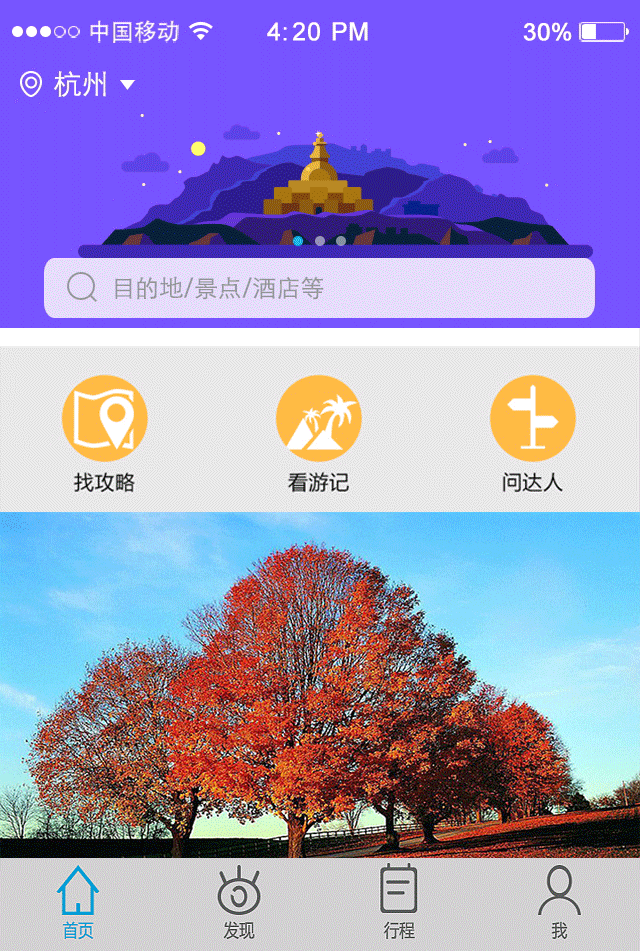 中国移动 4:20 PM 30%
杭州
目的地/景点/酒店等
找攻略 看游记 问达人
首页 发现 行程 我